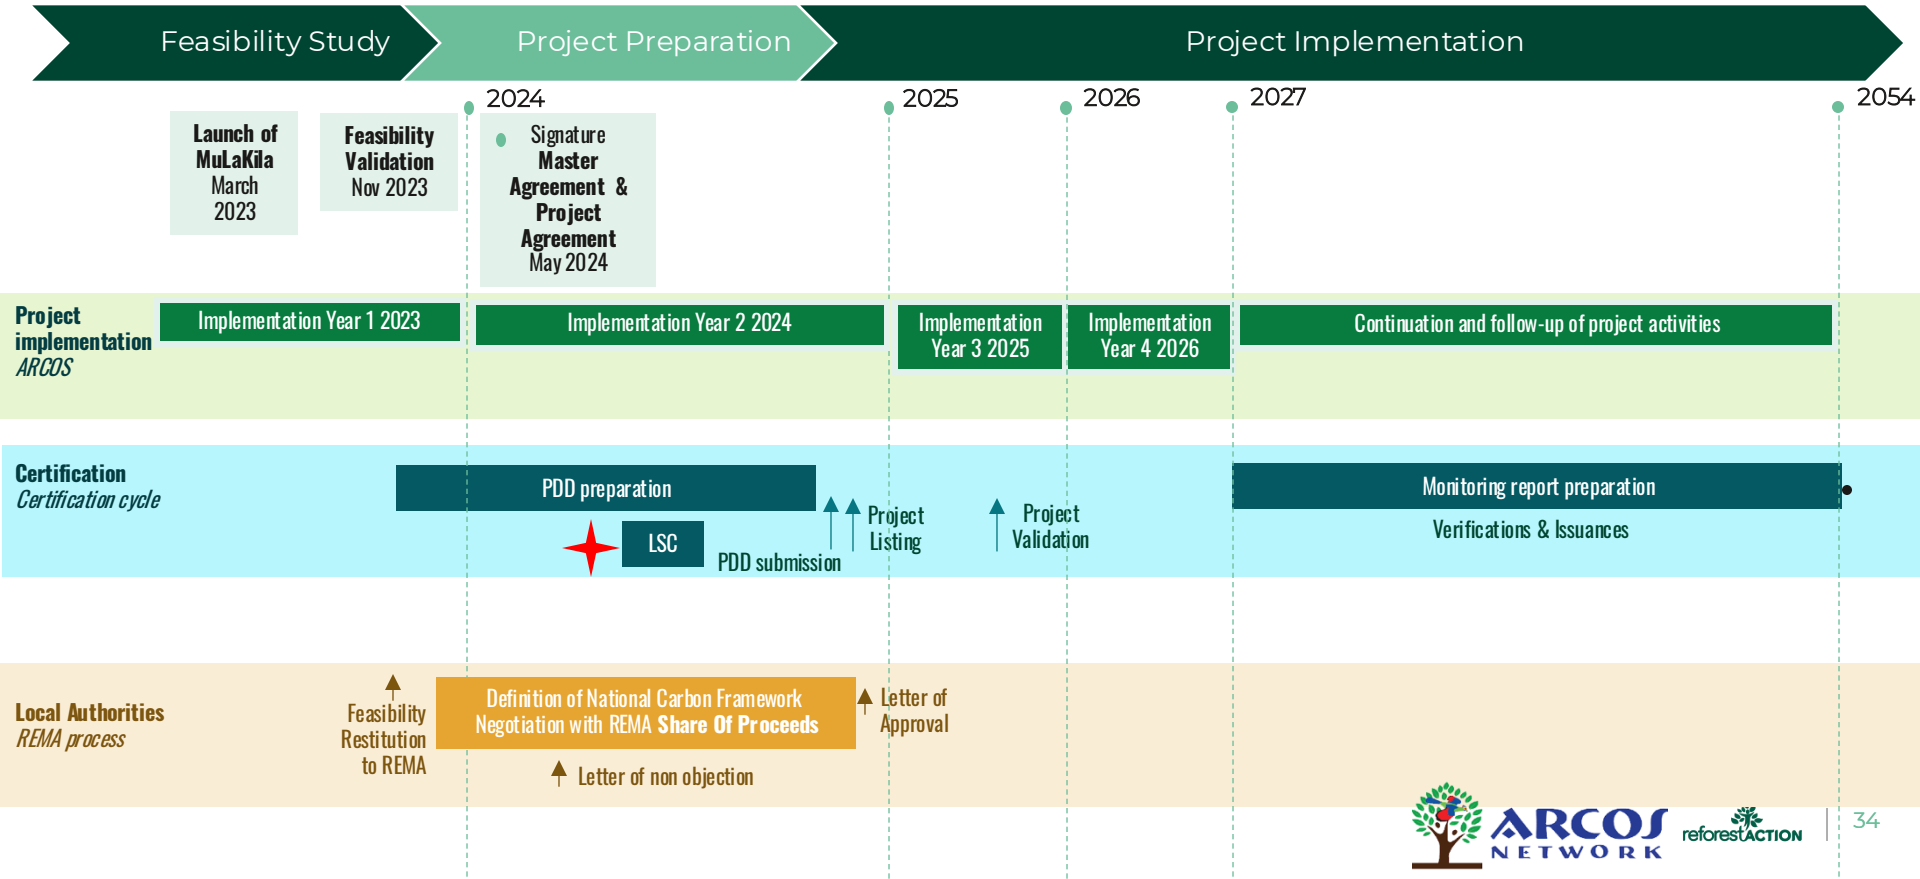 Feasibility Study
Project Preparation
Project Implementation
2024
2025
2026
2027
2054
Launch of
MuLaKila
March
2023
Feasibility
Validation
Nov 2023
Signature
Master
Agreement &
Project
Agreement
May 2024
Project
implementation
ARCOS
Implementation Year 1 2023
Implementation Year 2 2024
Implementation
Year 3 2025
Implementation
Year 4 2026
Continuation and follow-up of project activities
Certification
Certification cycle
PDD preparation
LSC
PDD submission
Project
Listing
Project
Validation
Monitoring report preparation
Verifications & Issuances
Local Authorities
REMA process
Feasibility
Restitution
to REMA
Definition of National Carbon Framework
Negotiation with REMA Share Of Proceeds
Letter of
Approval
Letter of non objection
ARCOS
NETWORK
reforestACTION
34